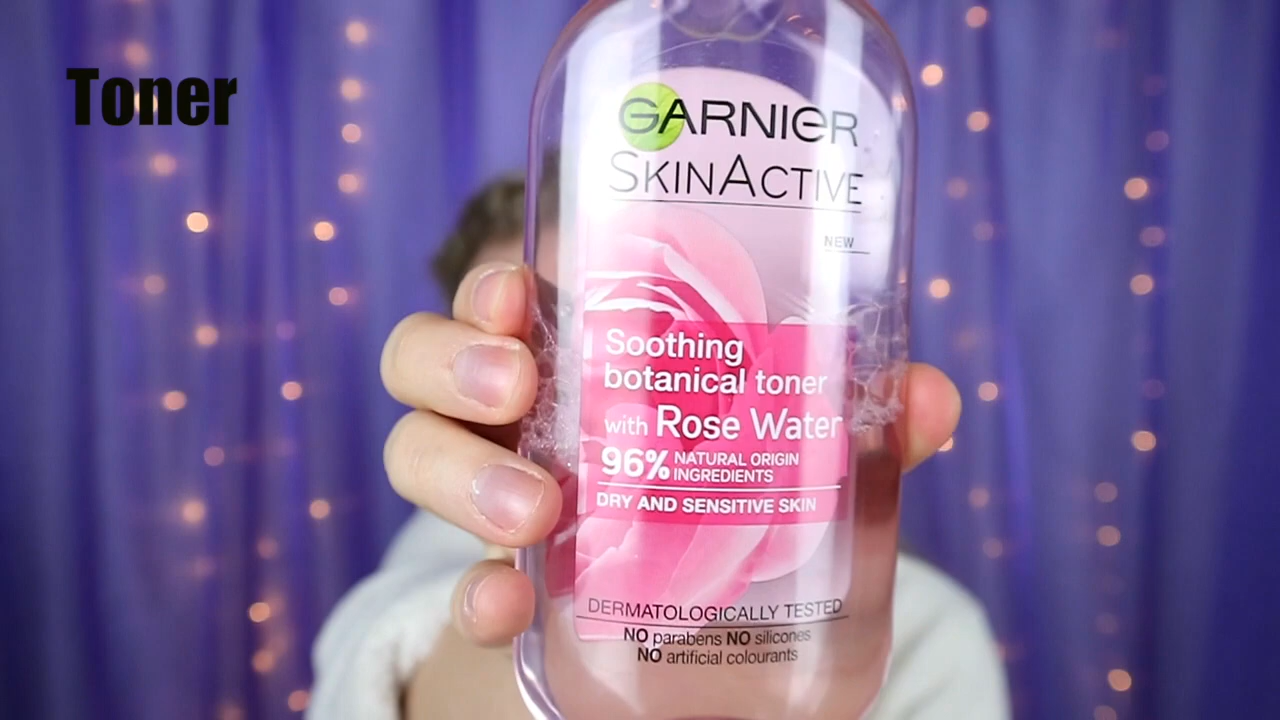 Toner
GARNIER
SKINACTIVE
NEW
Soothing
botanical toner
with Rose Water
96% NATURAL ORIGIN
INGREDIENTS
DRY AND SENSITIVE SKIN
DERMATOLOGICALLY TESTED
NO parabens NO silicones
NO artificial colourants